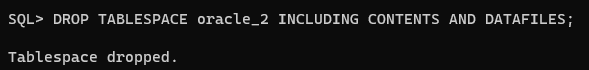 SQL> DROP TABLESPACE oracle_2 INCLUDING CONTENTS AND DATAFILES;
Tablespace dropped.